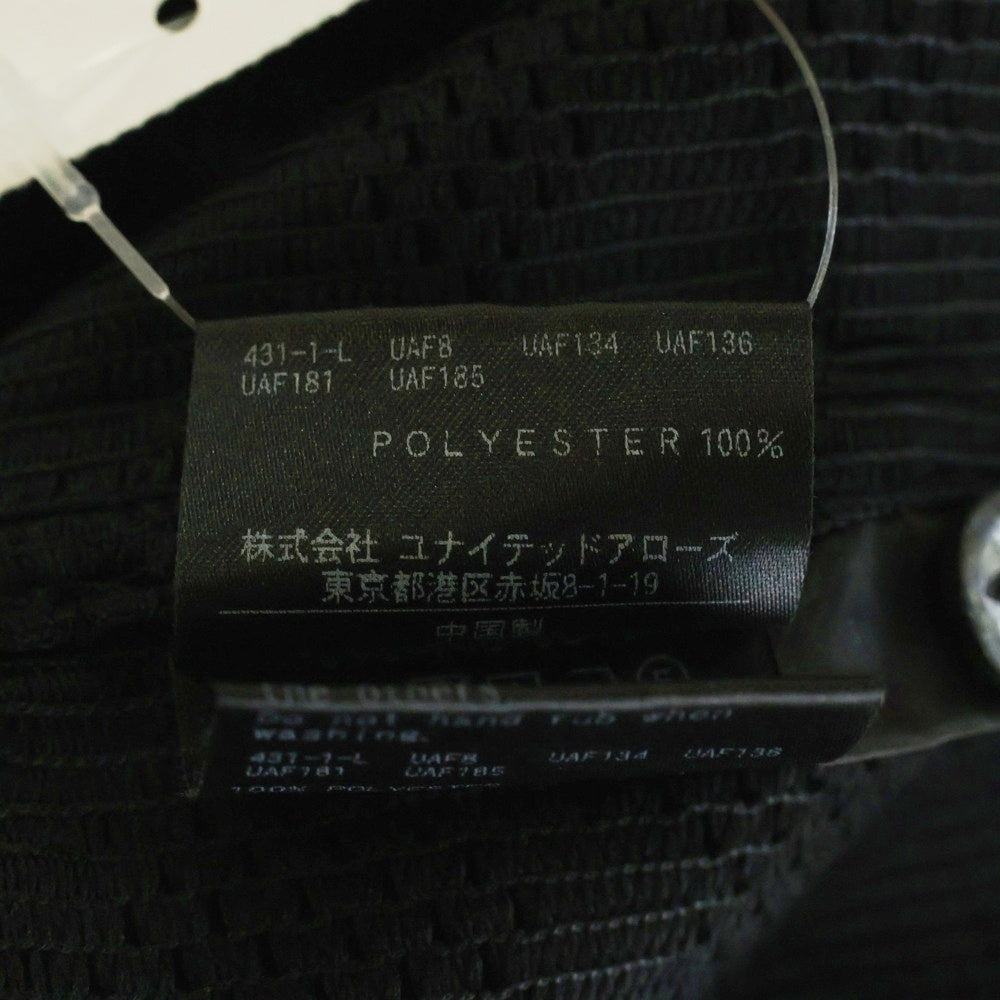 431-1-L UAF8 UAF134 UAF136
UAF181 UAF185
POLYESTER 100%
株式会社 ユナイテッドアローズ
東京都港区赤坂8-1-19
中国製
Do not hand rub when
washing.
431-1-L UAF8 UAF134 UAF136
UAF181 UAF185
100% POLYESTER